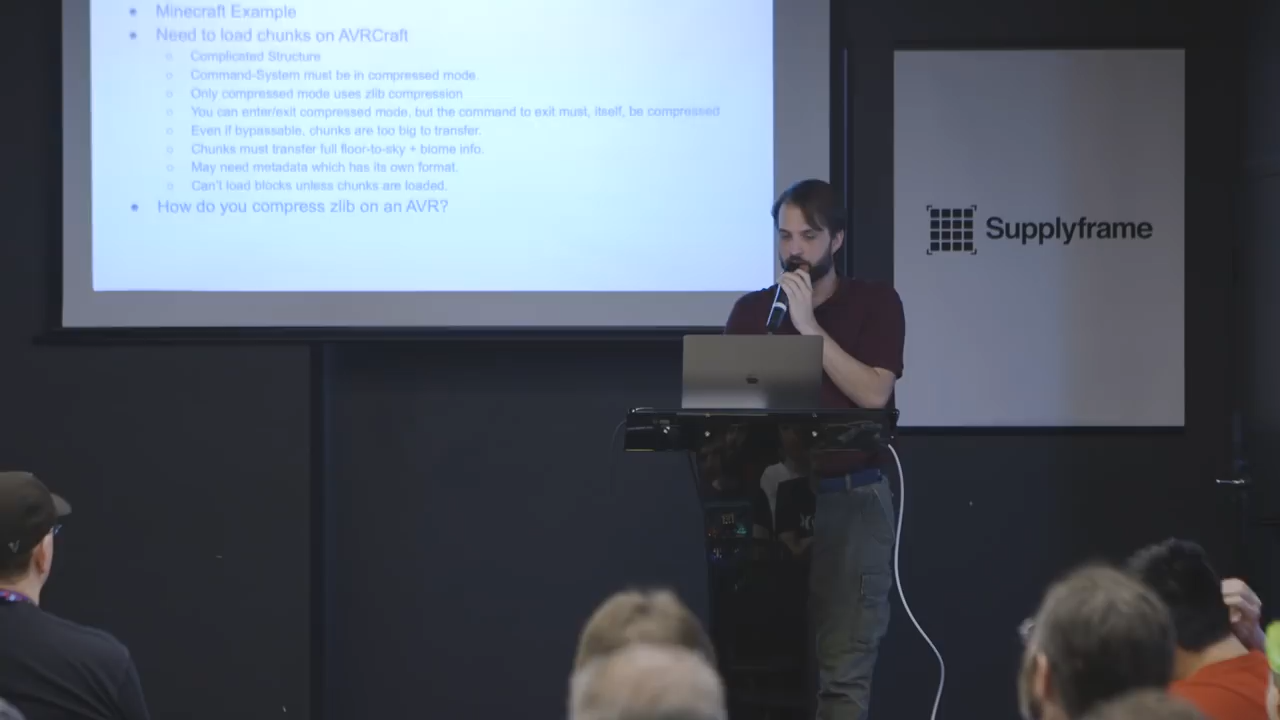 Minecraft Example
Need to load chunks on AVRCraft
Complicated Structure
Command-System must be in compressed mode.
Only compressed mode uses zlib compression
You can enter/exit compressed mode, but the command to exit must, itself, be compressed
Even if bypassable, chunks are too big to transfer.
Chunks must transfer full floor-to-sky + biome info.
May need metadata which has its own format.
Can't load blocks unless chunks are loaded.
How do you compress zlib on an AVR?
Supplyframe